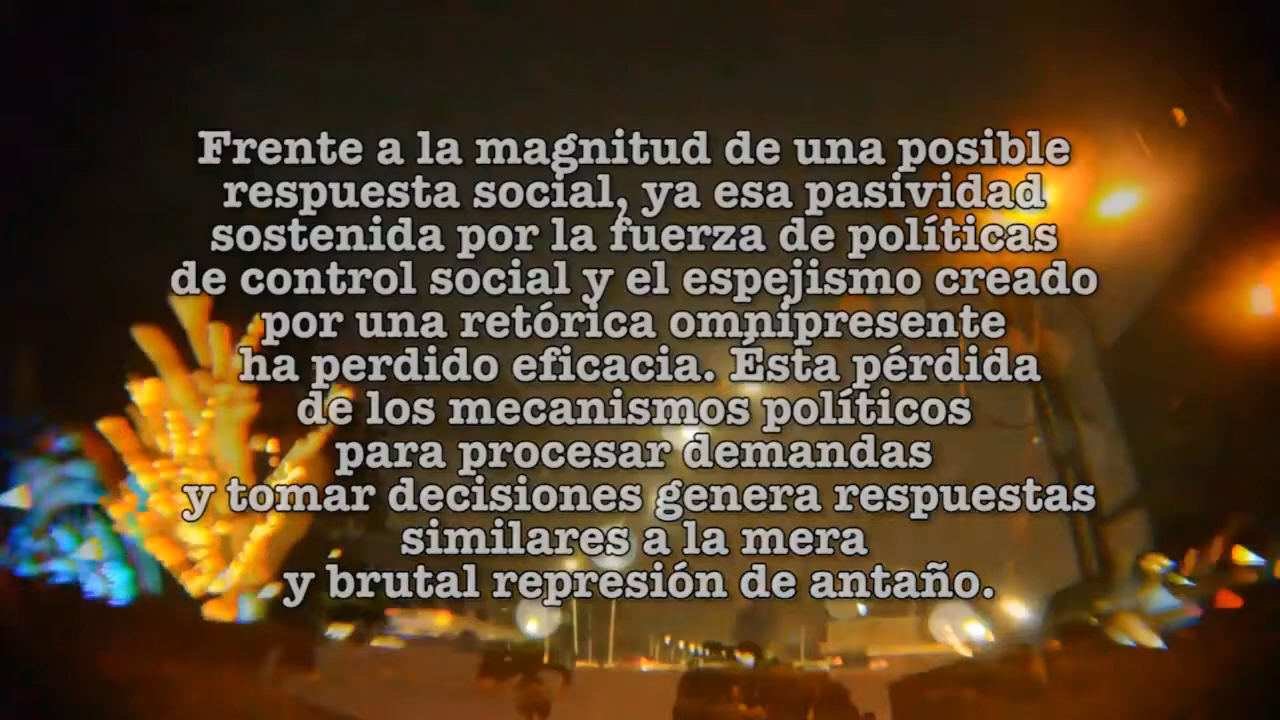 Frente a la magnitud de una posible
respuesta social, ya esa pasividad
sostenida por la fuerza de políticas
de control social y el espejismo creado
por una retórica omnipresente
ha perdido eficacia. Ésta pérdida
de los mecanismos políticos
para procesar demandas
y tomar decisiones genera respuestas
similares a la mera
y brutal represión de antaño.